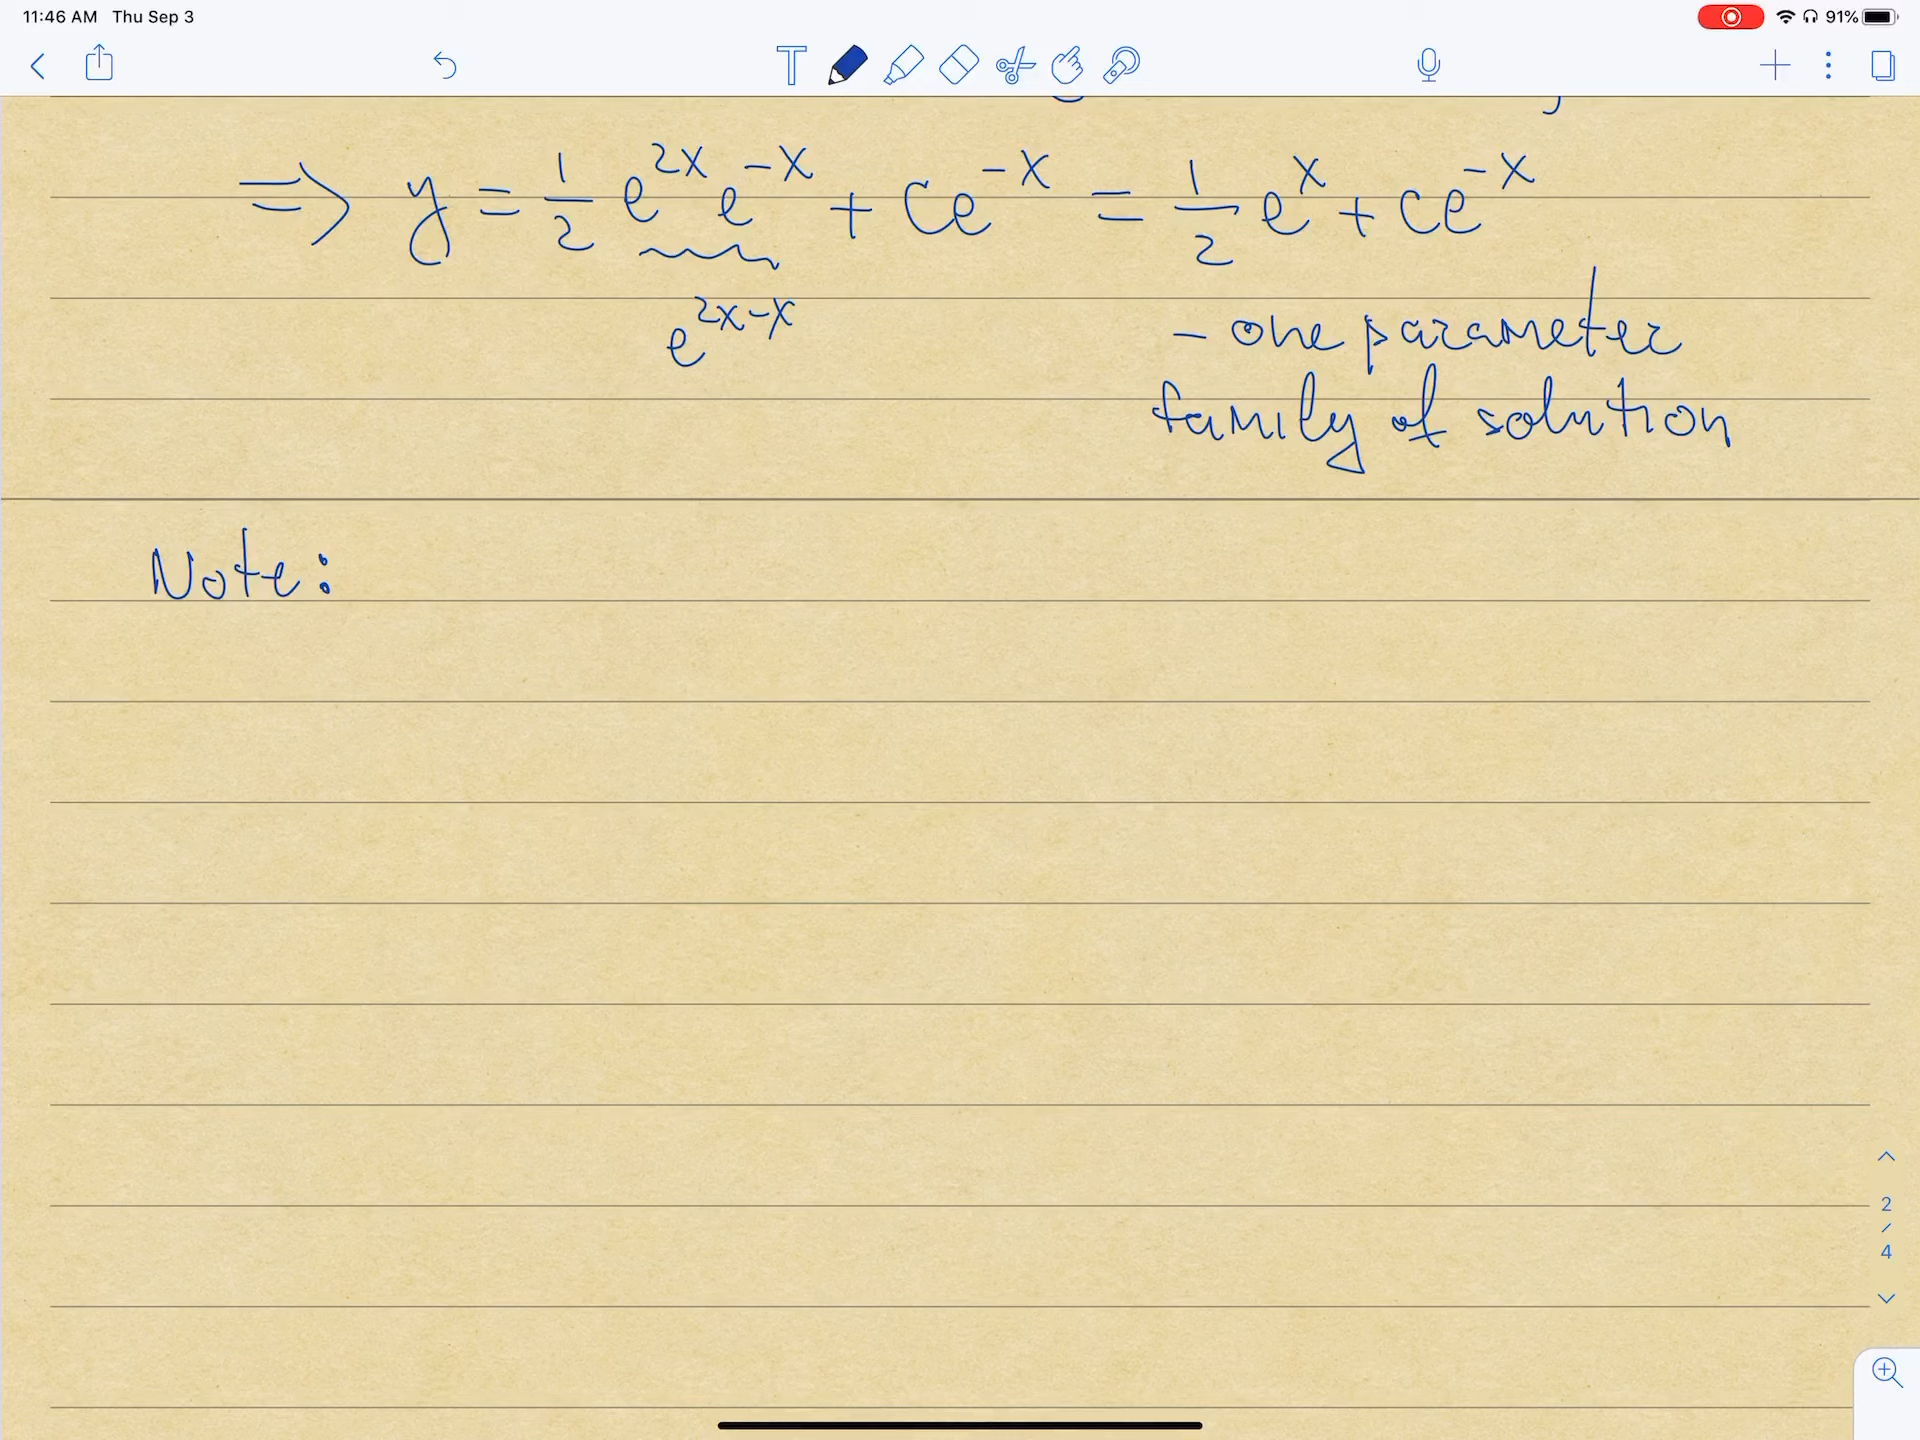 11:46 AM Thu Sep 3
91%
T
⇒ y = 1/2 e^{2x} e^{-x} + Ce^{-x} = 1/2 e^x + Ce^{-x}
e^{2x-x}
- one parameter
family of solution
Note:
2
/
4